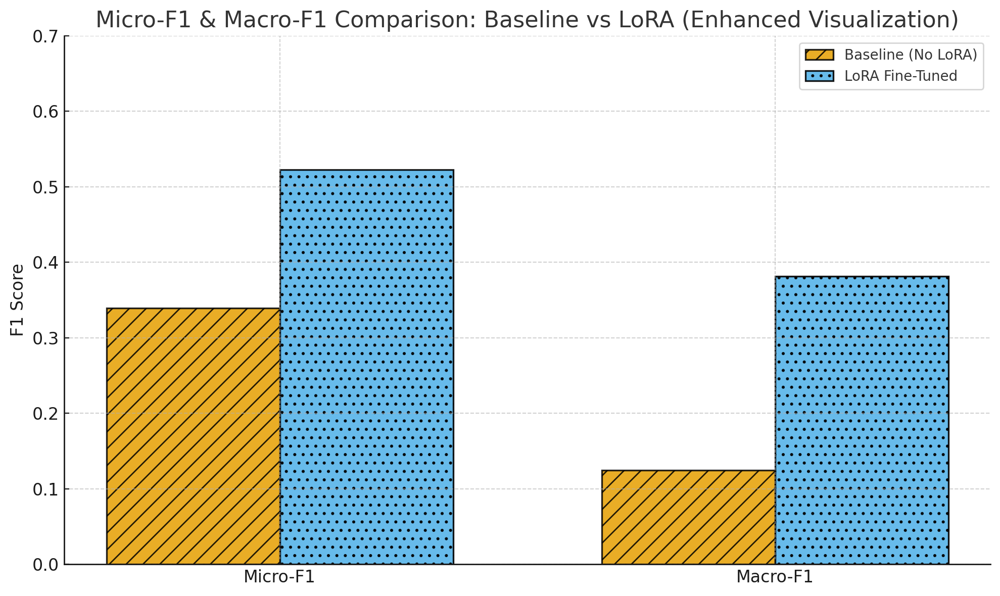 Micro-F1 & Macro-F1 Comparison: Baseline vs LoRA (Enhanced Visualization)
Baseline (No LoRA)
LoRA Fine-Tuned
F1 Score
0.7
0.6
0.5
0.4
0.3
0.2
0.1
0.0
Micro-F1
Macro-F1